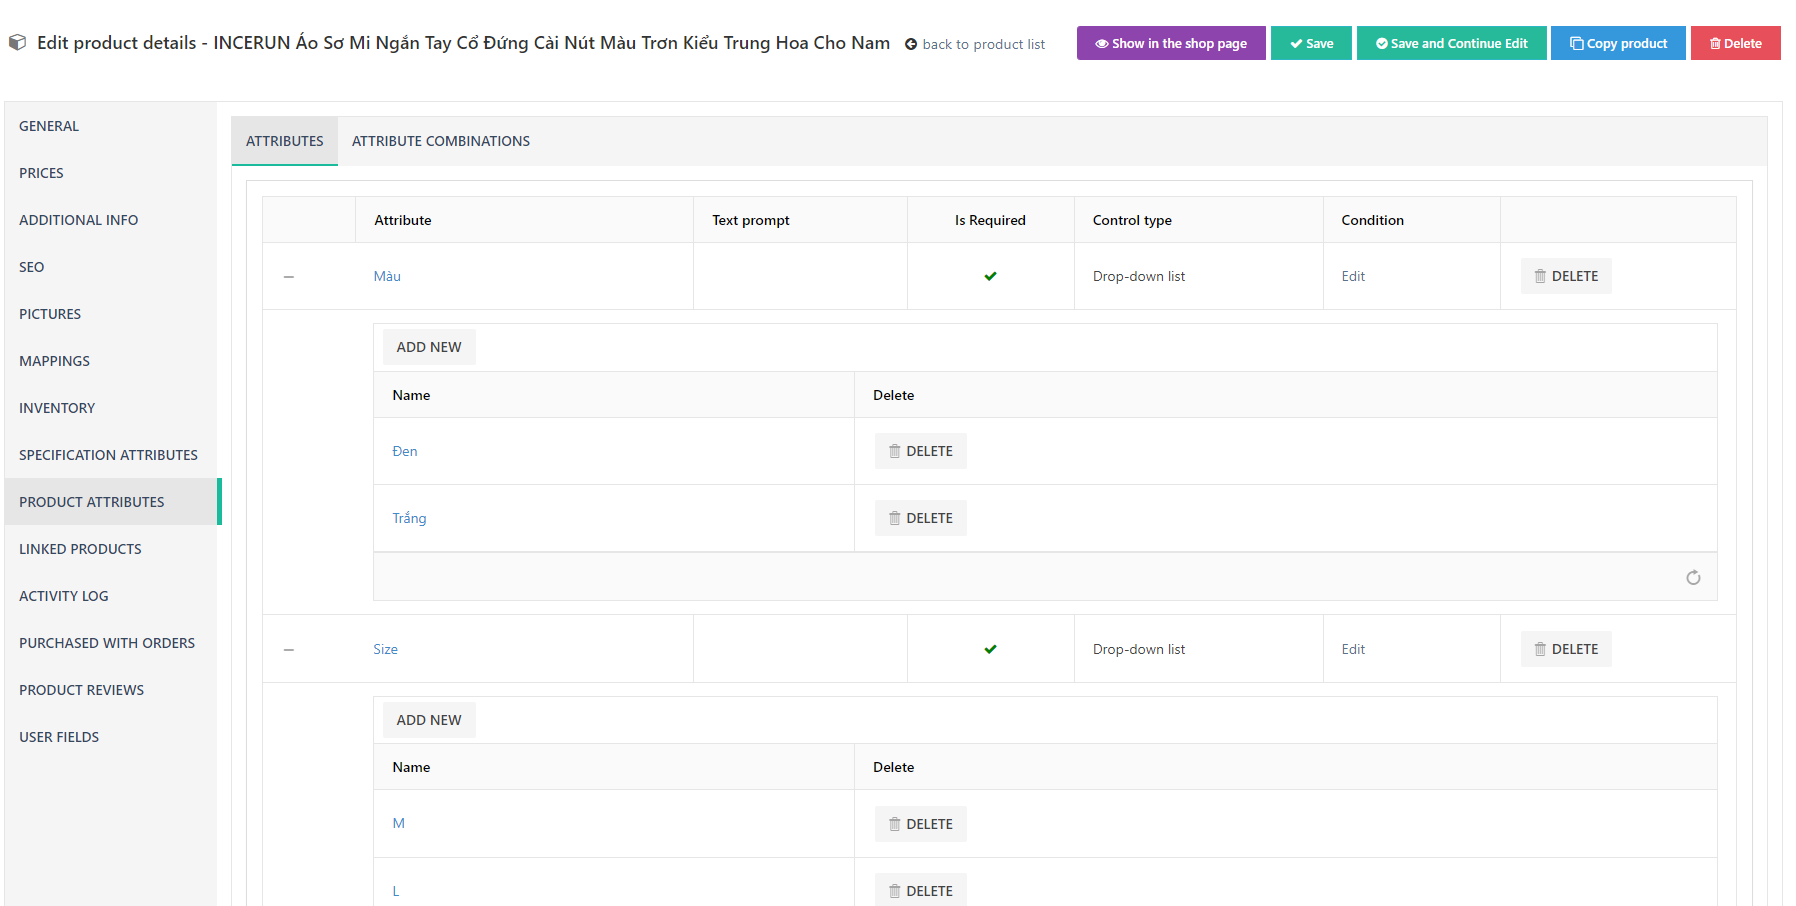 Edit product details - INCERUN Áo Sơ Mi Ngắn Tay Cổ Đứng Cài Nút Màu Trơn Kiểu Trung Hoa Cho Nam back to product list Show in the shop page Save Save and Continue Edit Copy product Delete
GENERAL
PRICES
ADDITIONAL INFO
SEO
PICTURES
MAPPINGS
INVENTORY
SPECIFICATION ATTRIBUTES
PRODUCT ATTRIBUTES
LINKED PRODUCTS
ACTIVITY LOG
PURCHASED WITH ORDERS
PRODUCT REVIEWS
USER FIELDS
ATTRIBUTES ATTRIBUTE COMBINATIONS
Attribute Text prompt Is Required Control type Condition
Màu Drop-down list Edit DELETE
ADD NEW
Name Delete
Đen DELETE
Trắng DELETE
Size Drop-down list Edit DELETE
ADD NEW
Name Delete
M DELETE
L DELETE